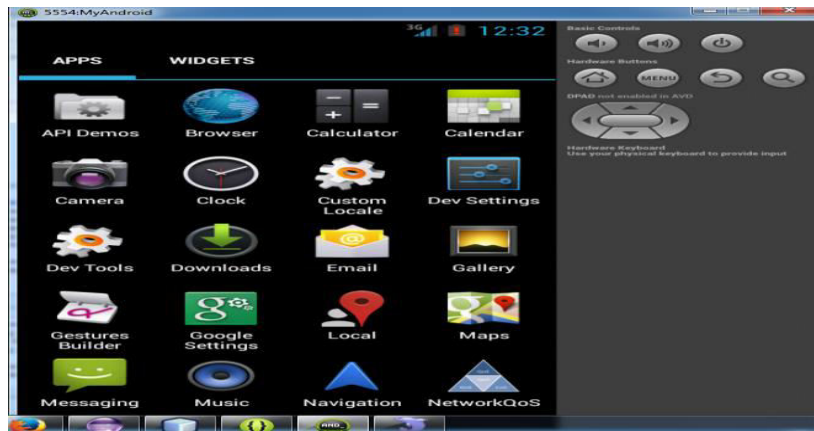 5554:MyAndroid
3G 12:32
APPS WIDGETS
API Demos Browser Calculator Calendar
Camera Clock Custom Locale Dev Settings
Dev Tools Downloads Email Gallery
Gestures Builder Google Settings Local Maps
Messaging Music Navigation NetworkQoS
Basic Controls
Hardware Buttons
MENU
DPAD not enabled in AVD
Hardware Keyboard
Use your physical keyboard to provide input